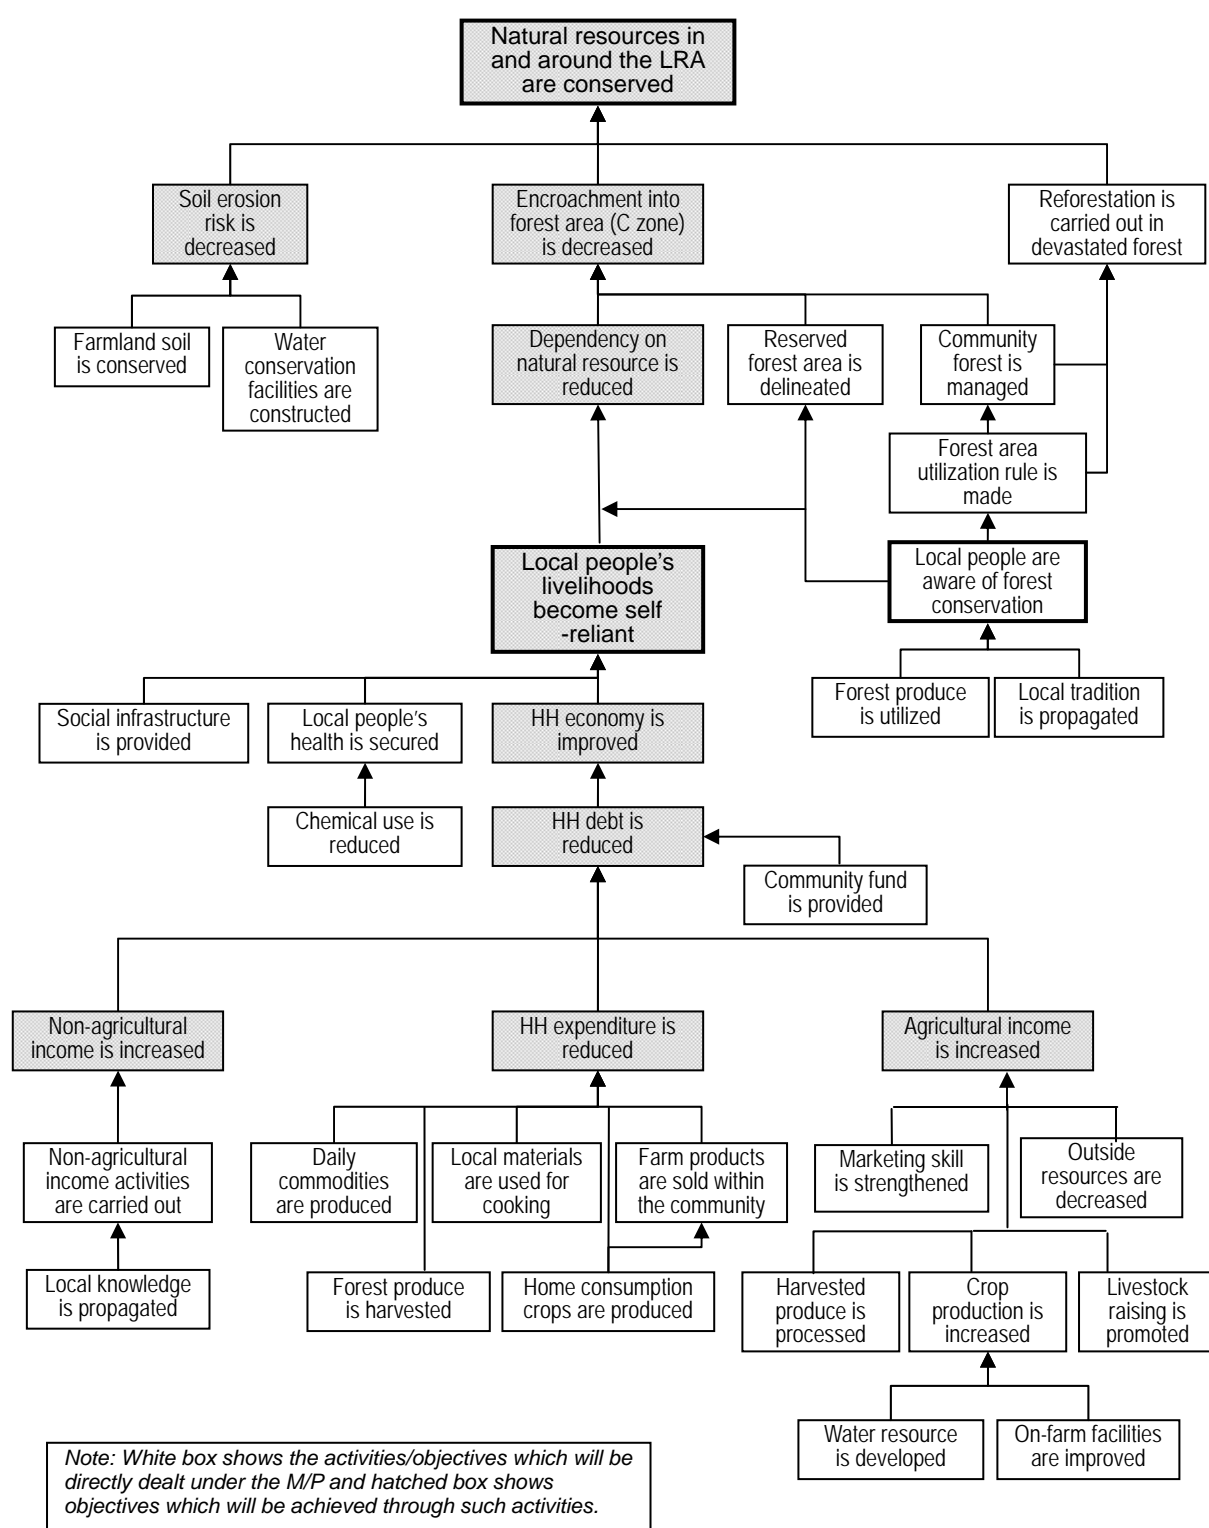 Natural resources in
and around the LRA
are conserved
Soil erosion
risk is
decreased
Encroachment into
forest area (C zone)
is decreased
Reforestation is
carried out in
devastated forest
Farmland soil
is conserved
Water
conservation
facilities are
constructed
Dependency on
natural resource is
reduced
Reserved
forest area is
delineated
Community
forest is
managed
Forest area
utilization rule is
made
Local people's
livelihoods
become self
-reliant
Local people are
aware of forest
conservation
Forest produce
is utilized
Local tradition
is propagated
Social infrastructure
is provided
Local people's
health is secured
HH economy is
improved
Chemical use is
reduced
HH debt is
reduced
Community fund
is provided
Non-agricultural
income is increased
HH expenditure is
reduced
Agricultural income
is increased
Non-agricultural
income activities
are carried out
Daily
commodities
are produced
Local materials
are used for
cooking
Farm products
are sold within
the community
Marketing skill
is strengthened
Outside
resources are
decreased
Local knowledge
is propagated
Forest produce
is harvested
Home consumption
crops are produced
Harvested
produce is
processed
Crop
production is
increased
Livestock
raising is
promoted
Water resource
is developed
On-farm facilities
are improved
Note: White box shows the activities/objectives which will be
directly dealt under the M/P and hatched box shows
objectives which will be achieved through such activities.